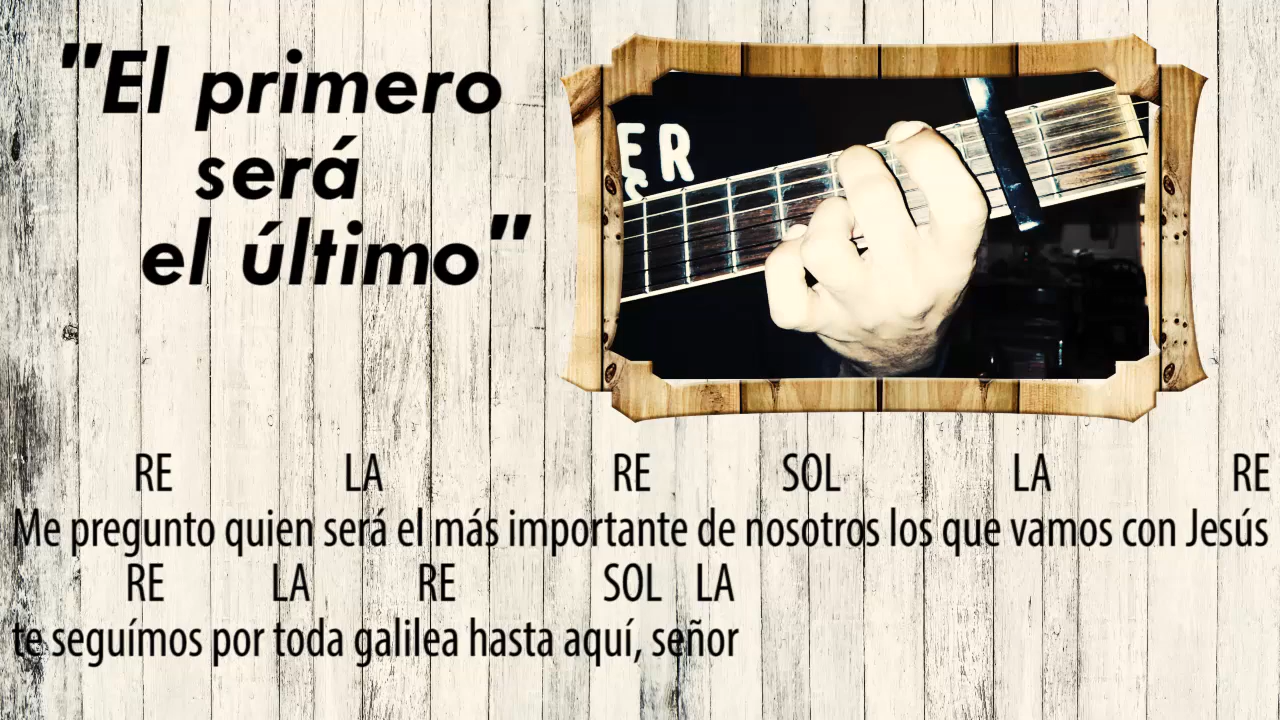 "El primero
será
el último"
ER
RE LA RE SOL LA RE
Me pregunto quien será el más importante de nosotros los que vamos con Jesús
RE LA RE SOL LA
te seguímos por toda galilea hasta aquí, señor